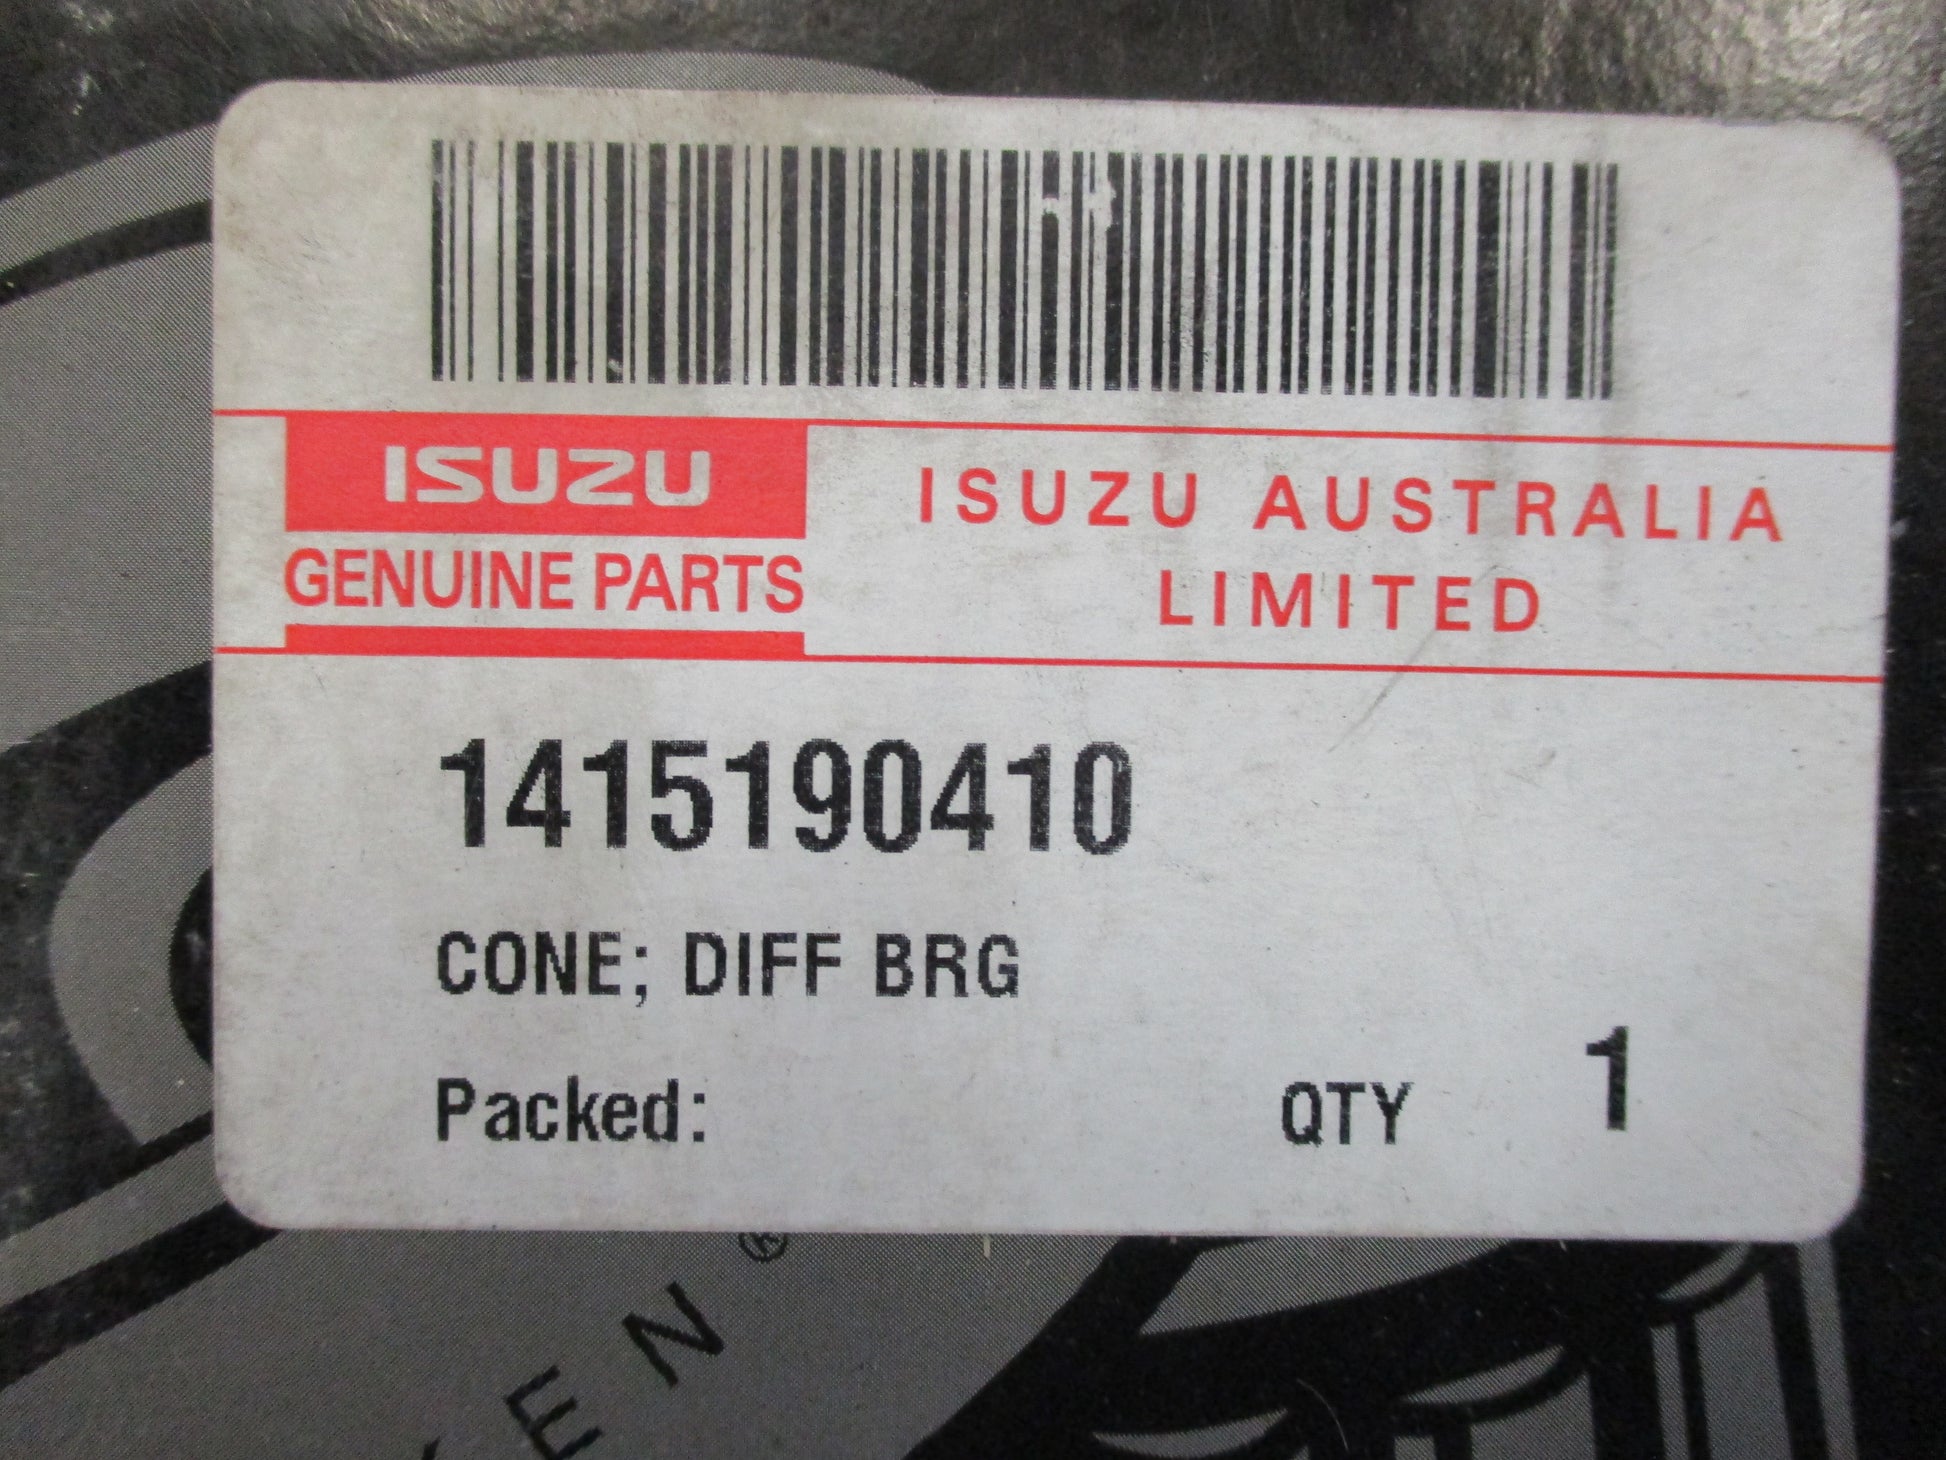 ISUZU
GENUINE PARTS
ISUZU AUSTRALIA
LIMITED
1415190410
CONE; DIFF BRG
Packed:
QTY 1
®